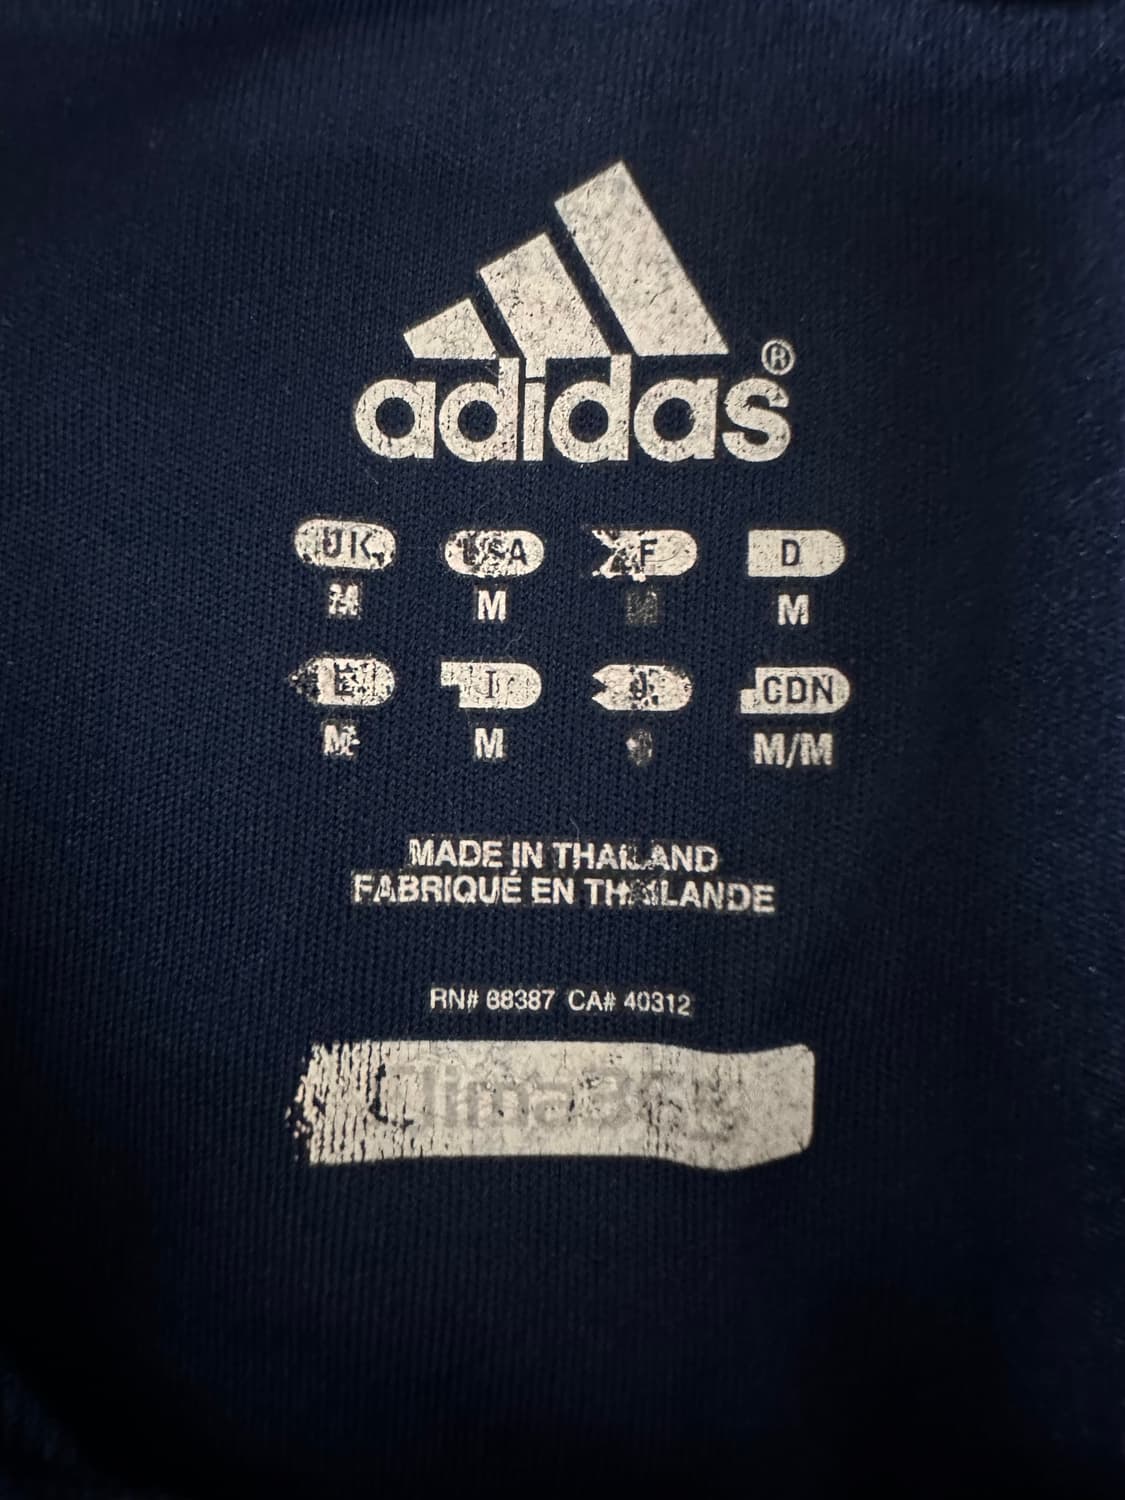 adidas®
UK USA F D
M M M M
E I J CDN
M M M/M
MADE IN THAILAND
FABRIQUÉ EN THAILANDE
RN# 88387 CA# 40312